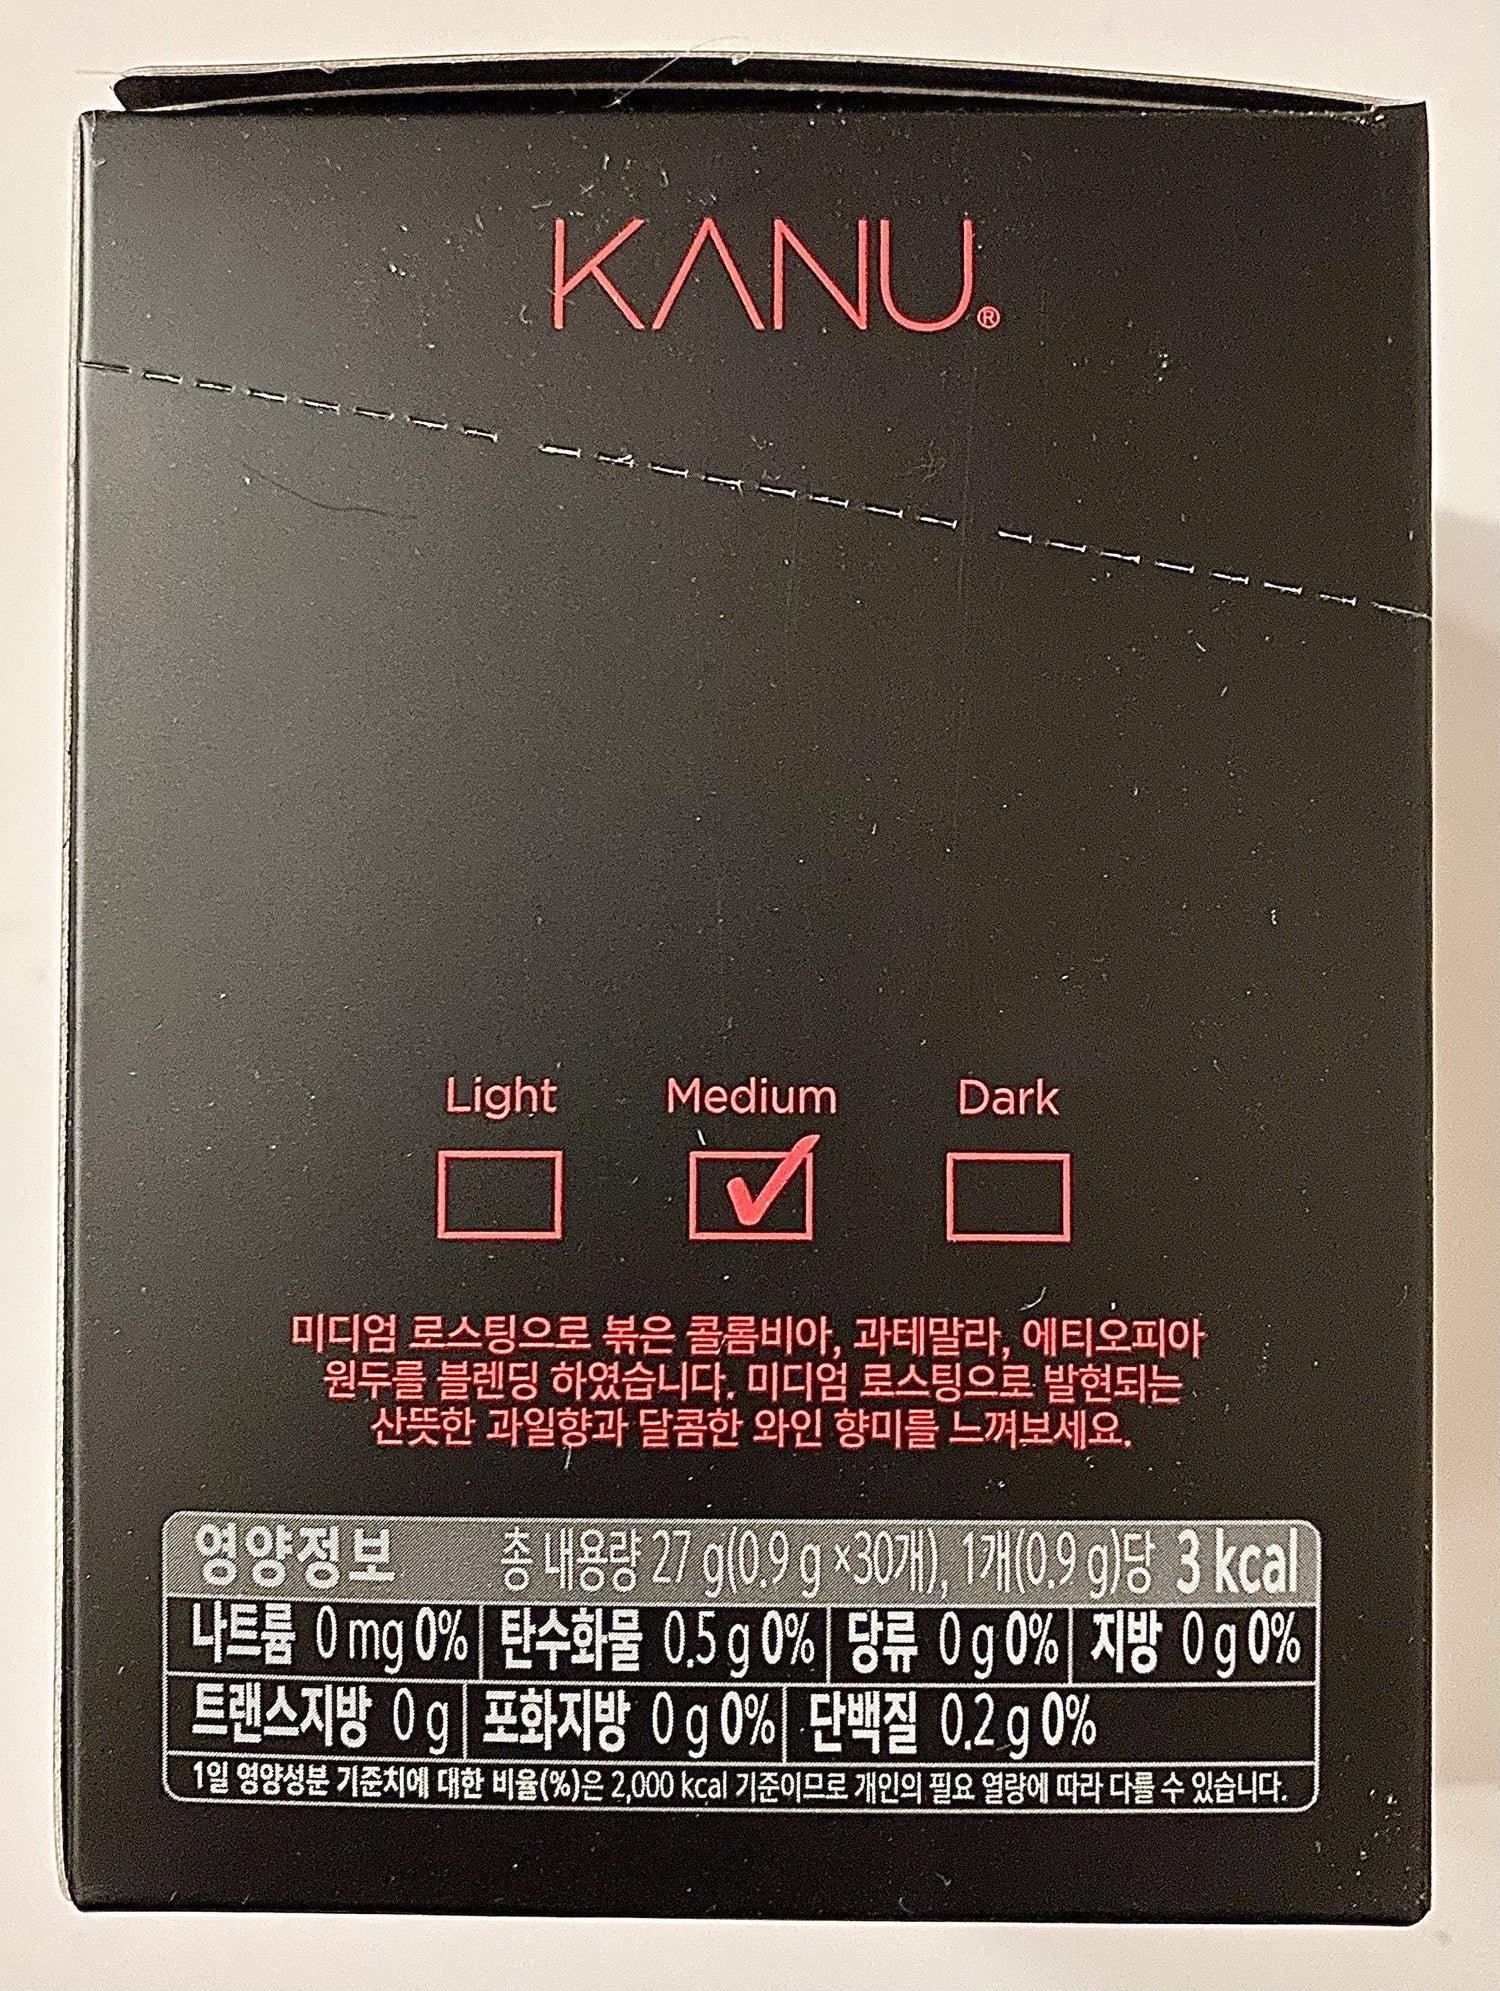 KANU®
Light Medium Dark
미디엄 로스팅으로 볶은 콜롬비아, 과테말라, 에티오피아
원두를 블렌딩 하였습니다. 미디엄 로스팅으로 발현되는
산뜻한 과일향과 달콤한 와인 향미를 느껴보세요.
영양정보 총 내용량 27 g(0.9 g ×30개), 1개(0.9 g)당 3 kcal
나트륨 0 mg 0% 탄수화물 0.5 g 0% 당류 0 g 0% 지방 0 g 0%
트랜스지방 0 g 포화지방 0 g 0% 단백질 0.2 g 0%
1일 영양성분 기준치에 대한 비율(%)은 2,000 kcal 기준이므로 개인의 필요 열량에 따라 다를 수 있습니다.